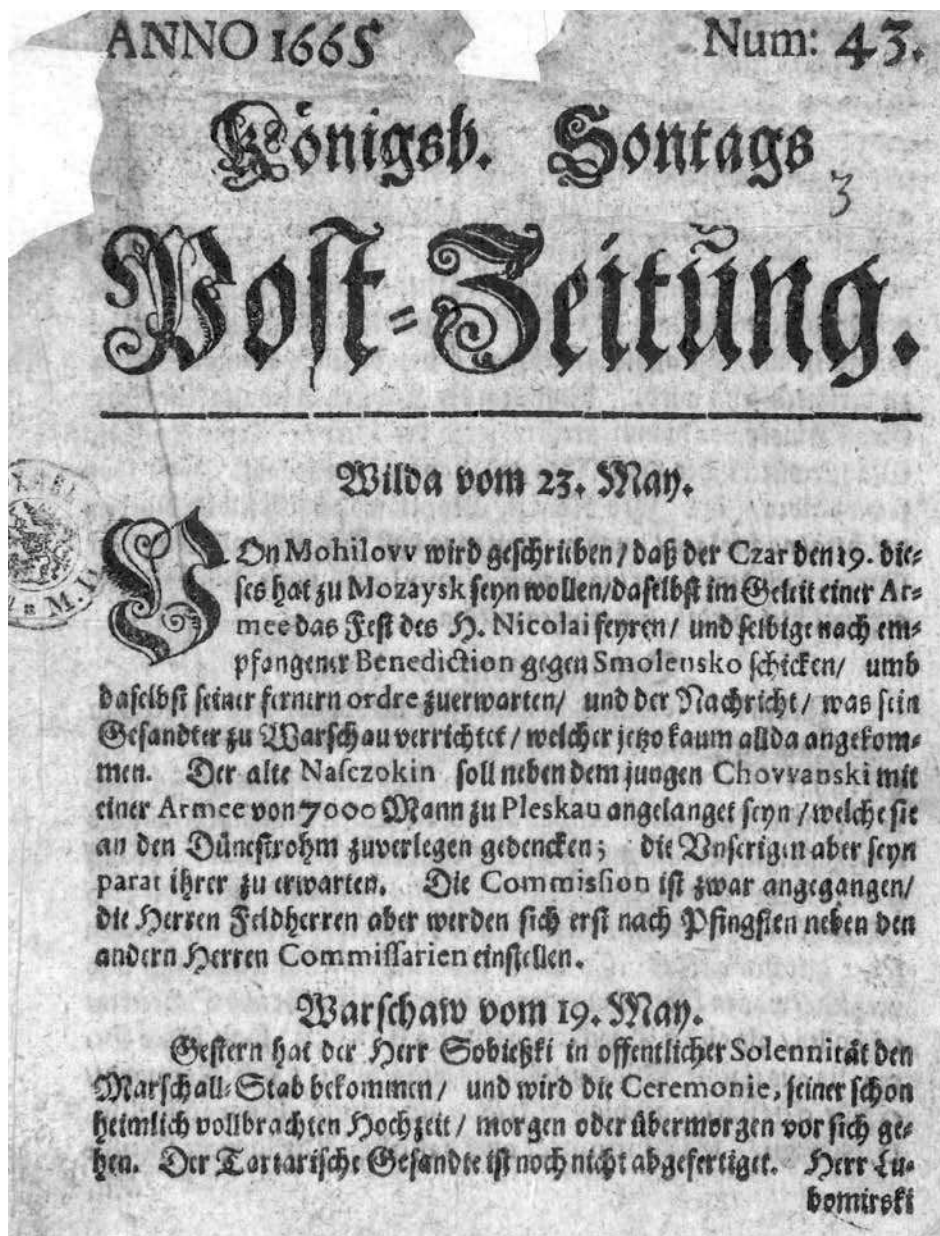 ANNO 1665 Num: 43.
Königsb. Sontags
3
Post-Zeitung.
Wilda vom 23. May.
VOn Mohilovv wird geschrieben / daß der Czar den 19. die-
ses hat zu Mozaysk seyn wollen/daselbst im Geleit einer Ar-
mee das Fest des H. Nicolai feyren / und selbige nach em-
pfangener Benediction gegen Smolensko schicken / umb
daselbst seiner fernern ordre zuerwarten / und der Nachricht / was sein
Gesandter zu Warschau verrichtet / welcher jetzo kaum allda angekom-
men. Der alte Nasczokin soll neben dem jungen Chovvanski mit
einer Armee von 7000 Mann zu Pleskau angelanget seyn / welche sie
an den Dünestrohm zuverlegen gedencken; die Vnserigen aber seyn
parat ihrer zu erwarten. Die Commission ist zwar angegangen /
die Herren Feldherren aber werden sich erst nach Pfingsten neben den
andern Herren Commissarien einstellen.
Warschaw vom 19. May.
Gestern hat der Herr Sobießki in offentlicher Solennität den
Marschall-Stab bekommen / und wird die Ceremonie, seiner schon
heimlich vollbrachten Hochzeit / morgen oder übermorgen vor sich ge-
hen. Der Tartarische Gesandte ist noch nicht abgefertiget. Herr Lu-
bomirski